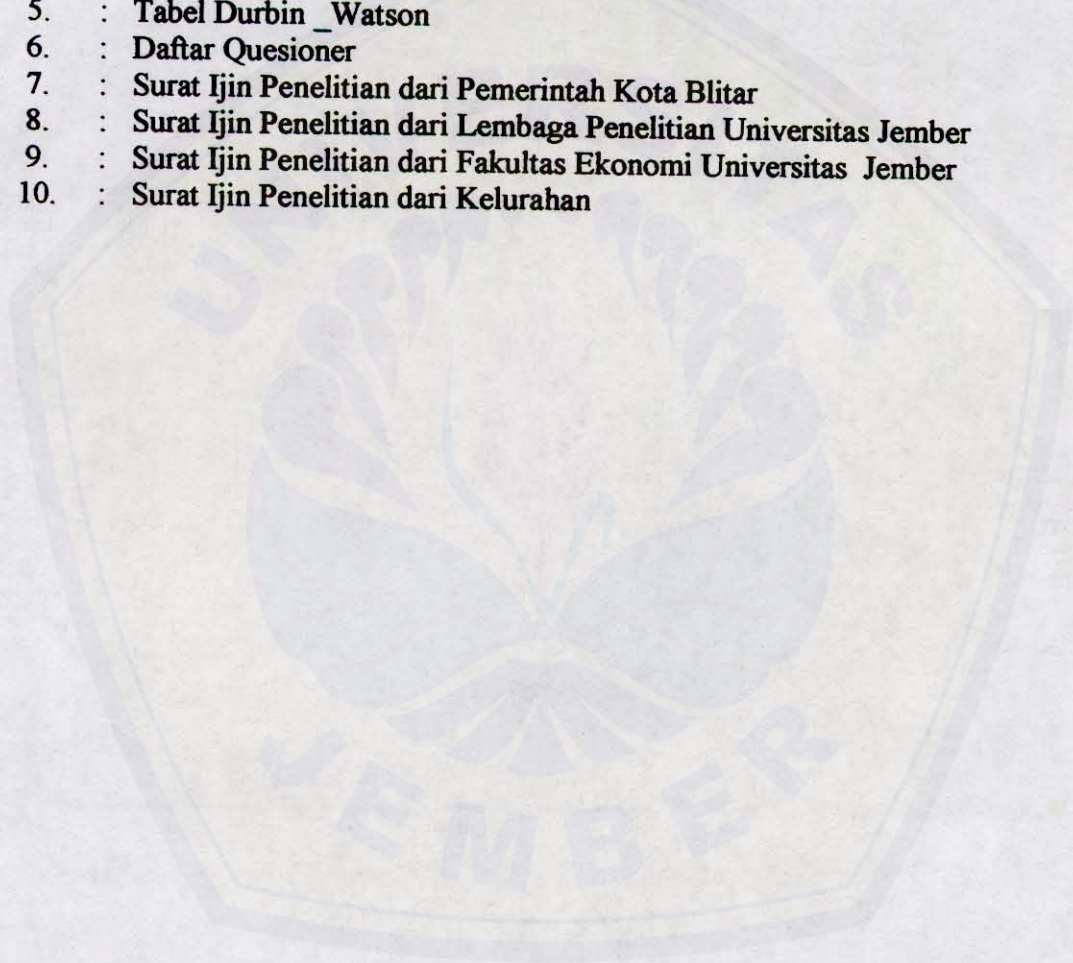 5. : Tabel Durbin _Watson
6. : Daftar Quesioner
7. : Surat Ijin Penelitian dari Pemerintah Kota Blitar
8. : Surat Ijin Penelitian dari Lembaga Penelitian Universitas Jember
9. : Surat Ijin Penelitian dari Fakultas Ekonomi Universitas Jember
10. : Surat Ijin Penelitian dari Kelurahan
UNIVERSITAS
JEMBER